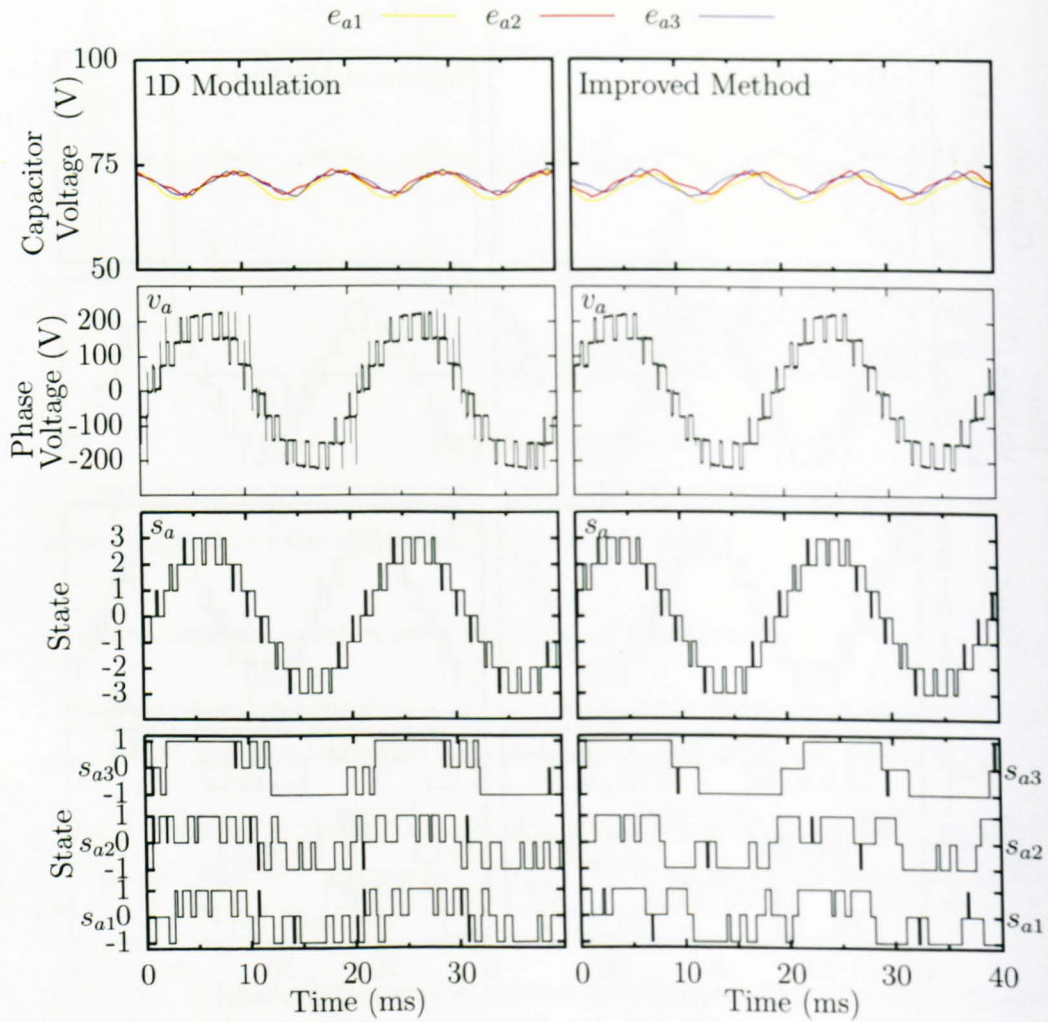 e_a1 e_a2 e_a3
1D Modulation
Improved Method
Capacitor
Voltage (V)
100
75
50
v_a
v_a
Phase
Voltage (V)
200
100
0
-100
-200
s_a
s_a
State
3
2
1
0
-1
-2
-3
State
1
s_a3 0
-1
1
s_a2 0
-1
1
s_a1 0
-1
s_a3
s_a2
s_a1
0 10 20 30
0 10 20 30 40
Time (ms)
Time (ms)